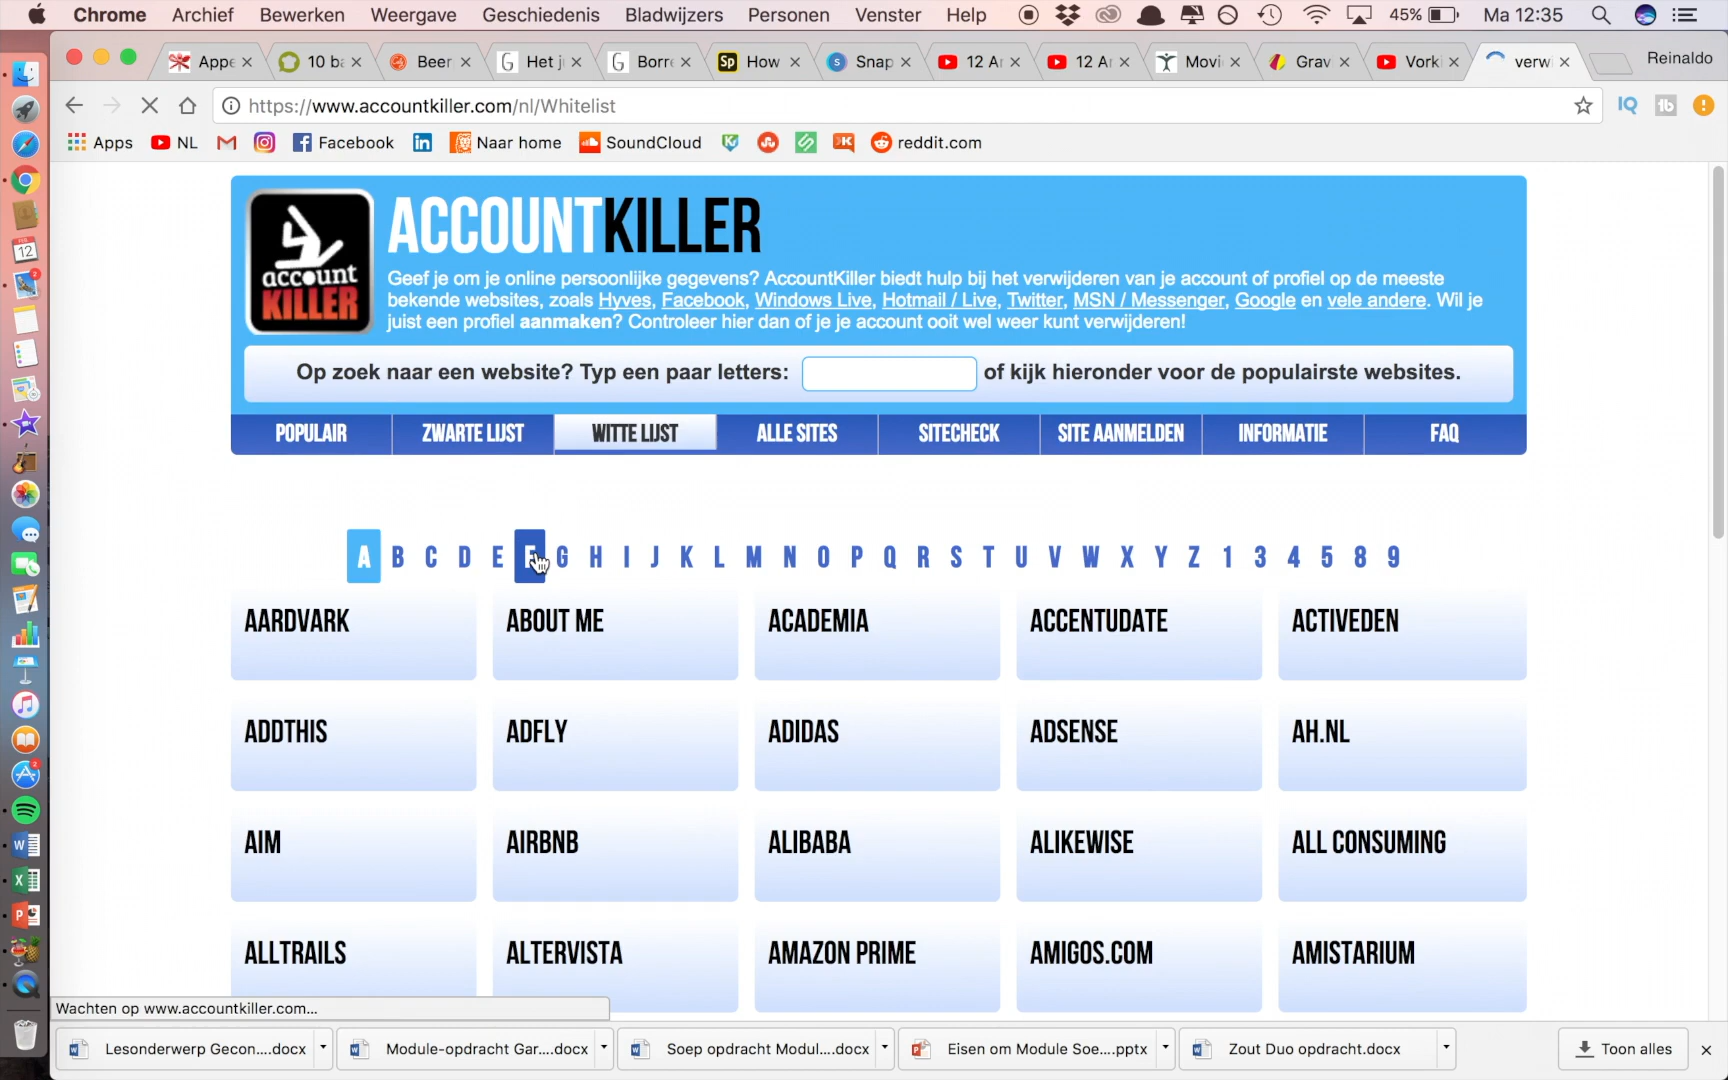 Chrome Archief Bewerken Weergave Geschiedenis Bladwijzers Personen Venster Help 45% Ma 12:35
Appe 10 ba Beer Het j Borre How Snap 12 Ar 12 Ar Movi Grav Vorki verw Reinaldo
https://www.accountkiller.com/nl/Whitelist
Apps NL Facebook Naar home SoundCloud reddit.com
account KILLER
ACCOUNTKILLER
Geef je om je online persoonlijke gegevens? AccountKiller biedt hulp bij het verwijderen van je account of profiel op de meeste
bekende websites, zoals Hyves, Facebook, Windows Live, Hotmail / Live, Twitter, MSN / Messenger, Google en vele andere. Wil je
juist een profiel aanmaken? Controleer hier dan of je je account ooit wel weer kunt verwijderen!
Op zoek naar een website? Typ een paar letters: of kijk hieronder voor de populairste websites.
POPULAIR ZWARTE LIJST WITTE LIJST ALLE SITES SITECHECK SITE AANMELDEN INFORMATIE FAQ
A B C D E F G H I J K L M N O P Q R S T U V W X Y Z 1 3 4 5 8 9
AARDVARK ABOUT ME ACADEMIA ACCENTUDATE ACTIVEDEN
ADDTHIS ADFLY ADIDAS ADSENSE AH.NL
AIM AIRBNB ALIBABA ALIKEWISE ALL CONSUMING
ALLTRAILS ALTERVISTA AMAZON PRIME AMIGOS.COM AMISTARIUM
Wachten op www.accountkiller.com...
Lesonderwerp Gecon....docx Module-opdracht Gar....docx Soep opdracht Modul....docx Eisen om Module Soe....pptx Zout Duo opdracht.docx Toon alles